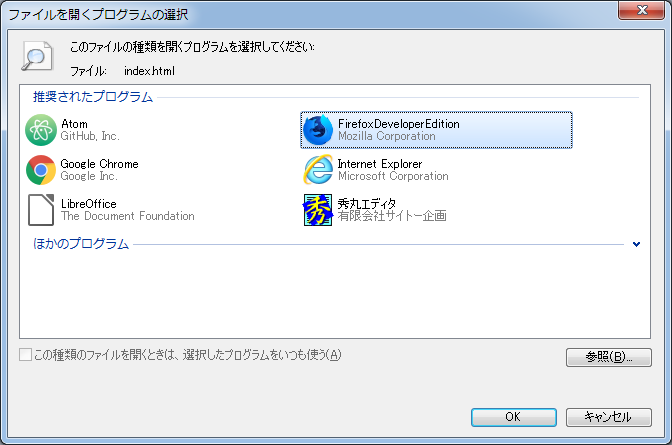 ファイルを開くプログラムの選択
このファイルの種類を開くプログラムを選択してください:
ファイル: index.html
推奨されたプログラム
Atom
GitHub, Inc.
FirefoxDeveloperEdition
Mozilla Corporation
Google Chrome
Google Inc.
Internet Explorer
Microsoft Corporation
LibreOffice
The Document Foundation
秀
秀丸エディタ
有限会社サイトー企画
ほかのプログラム
この種類のファイルを開くときは、選択したプログラムをいつも使う(A)
参照(B)...
OK
キャンセル